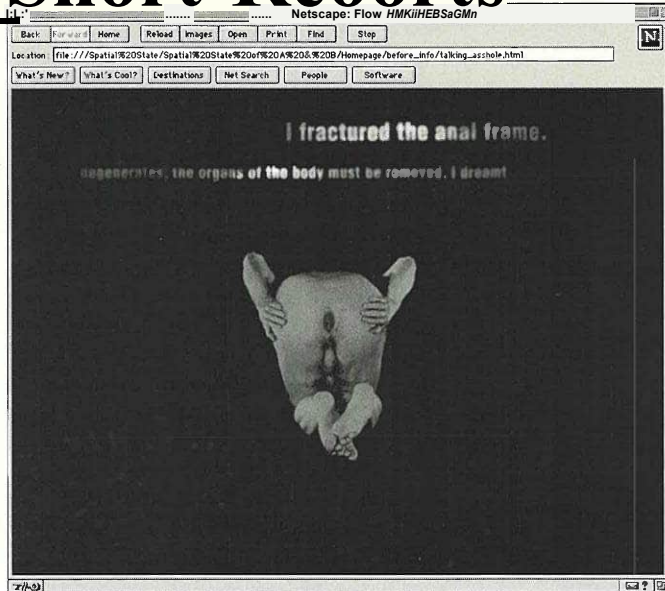 Short Reports
Netscape: Flow HMKiiHEBSaGMn
Back Forward Home Reload Images Open Print Find Stop
N
Location: file:///Spatial%20State/Spatial%20State%20of%20A%20&%20B/Homepage/before_info/talking_asshole.html
What's New? What's Cool? Destinations Net Search People Software
I fractured the anal frame.
degenerates, the organs of the body must be removed. I dreamt